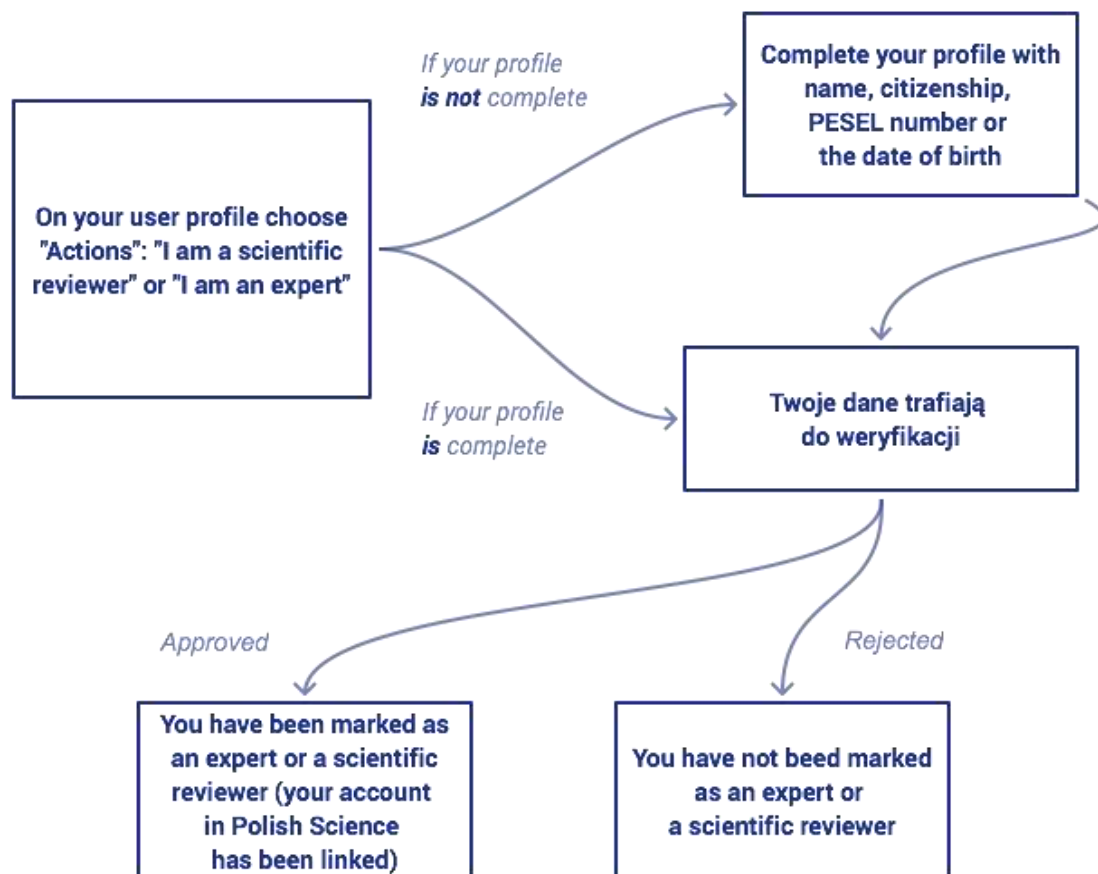 If your profile
is not complete
Complete your profile with
name, citizenship,
PESEL number or
the date of birth
On your user profile choose
"Actions": "I am a scientific
reviewer" or "I am an expert"
If your profile
is complete
Twoje dane trafiają
do weryfikacji
Approved
Rejected
You have been marked as
an expert or a scientific
reviewer (your account
in Polish Science
has been linked)
You have not beed marked
as an expert or
a scientific reviewer